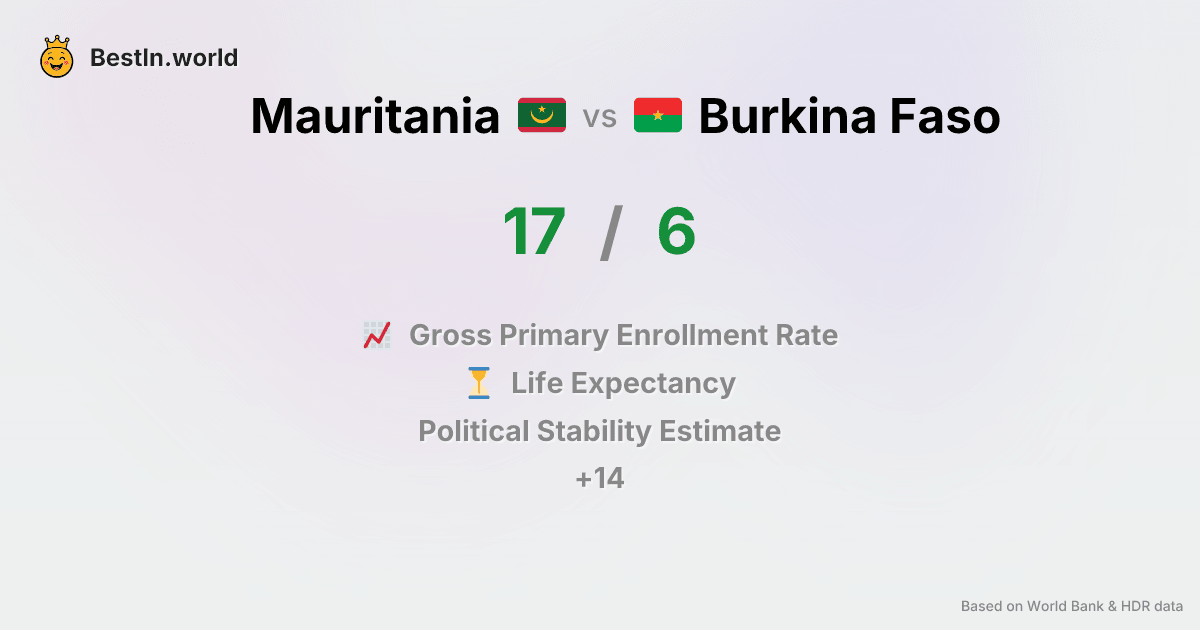 BestIn.world
Mauritania vs Burkina Faso
17 / 6
Gross Primary Enrollment Rate
Life Expectancy
Political Stability Estimate
+14
Based on World Bank & HDR data